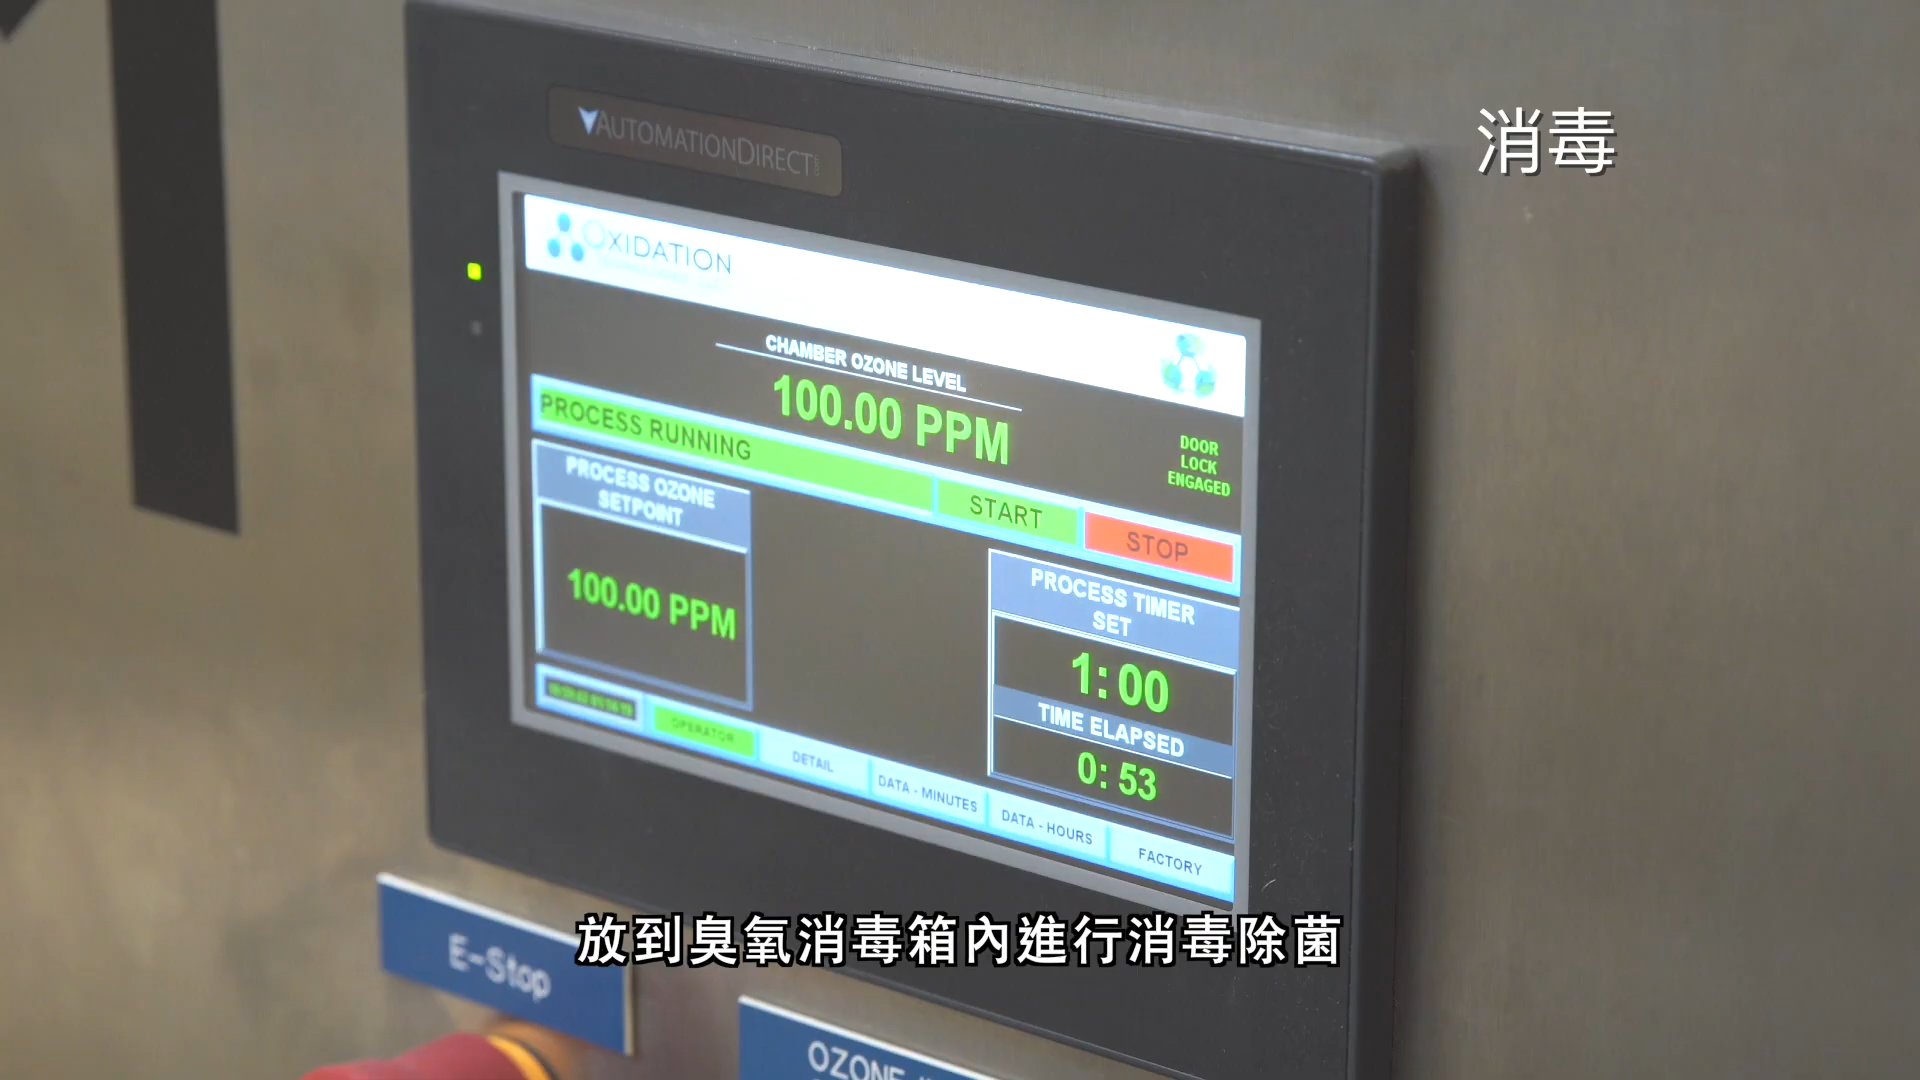 消毒
AUTOMATIONDIRECT
OXIDATION
CHAMBER OZONE LEVEL
100.00 PPM
DOOR
LOCK
ENGAGED
PROCESS RUNNING
START
STOP
PROCESS OZONE
SETPOINT
100.00 PPM
PROCESS TIMER
SET
1:00
TIME ELAPSED
0: 53
OPERATOR
DETAIL
DATA - MINUTES
DATA - HOURS
FACTORY
放到臭氧消毒箱內進行消毒除菌
E-Stop
OZONE